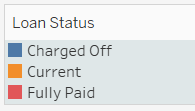 Loan Status
Charged Off
Current
Fully Paid